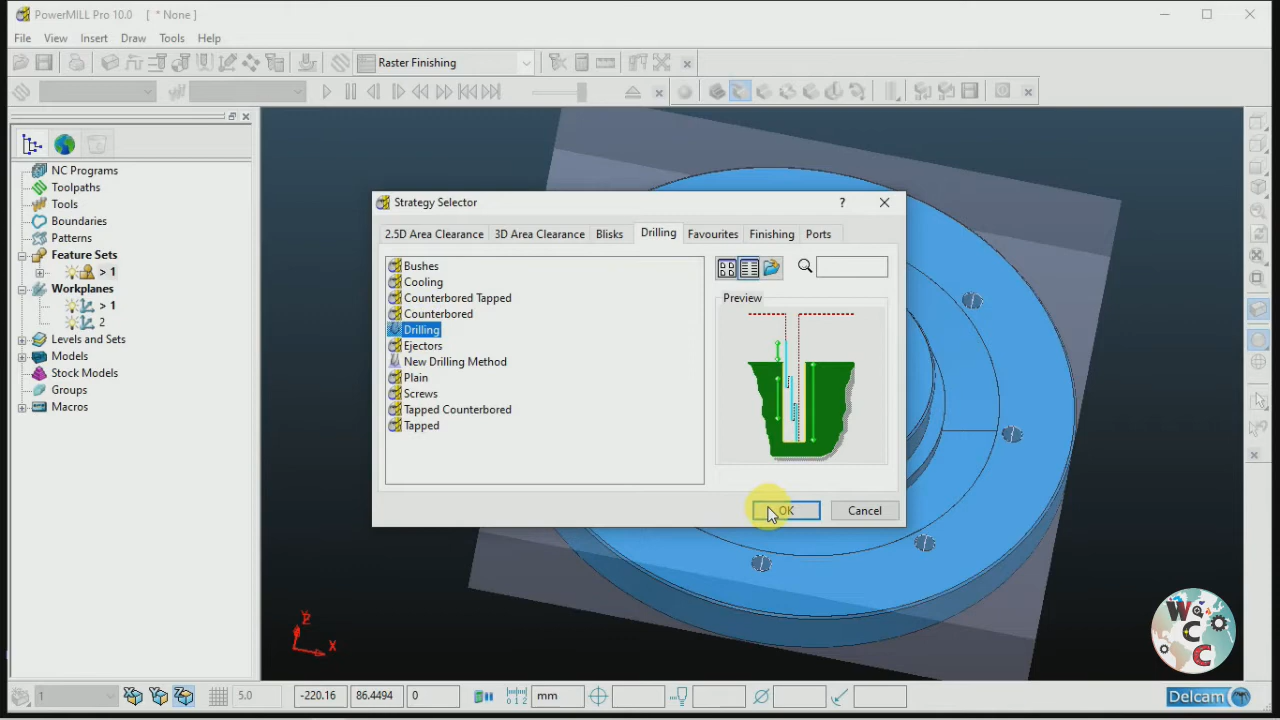 PowerMILL Pro 10.0 [ * None ]
File View Insert Draw Tools Help
Raster Finishing
NC Programs
Toolpaths
Tools
Boundaries
Patterns
Feature Sets
> 1
Workplanes
> 1
2
Levels and Sets
Models
Stock Models
Groups
Macros
Strategy Selector
?
2.5D Area Clearance 3D Area Clearance Blisks Drilling Favourites Finishing Ports
Bushes
Cooling
Counterbored Tapped
Counterbored
Drilling
Ejectors
New Drilling Method
Plain
Screws
Tapped Counterbored
Tapped
Preview
OK Cancel
Z
X
W C C
1 5.0 -220.16 86.4494 0 mm
Delcam